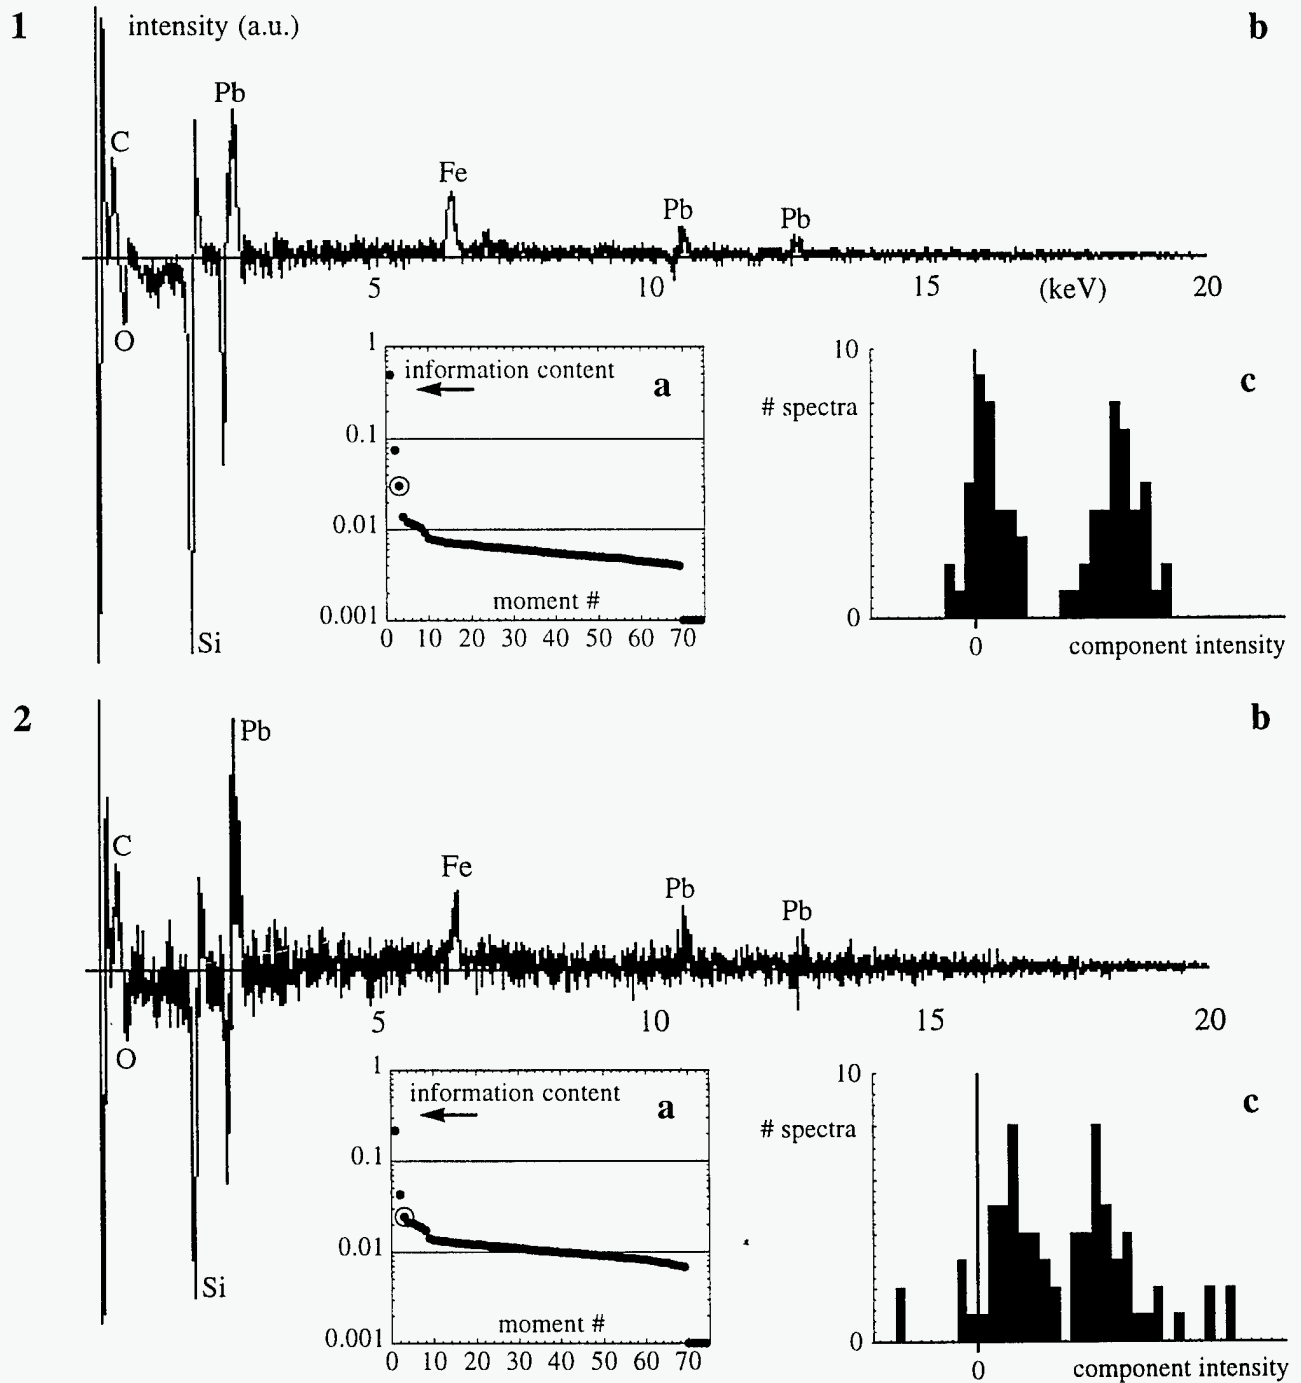 1
intensity (a.u.)
b
Pb
C
Fe
Pb
Pb
O
5
10
15
(keV)
20
Si
1
0.1
0.01
0.001
information content
a
moment #
0 10 20 30 40 50 60 70
10
# spectra
c
0
0
component intensity
2
b
Pb
C
Fe
Pb
Pb
O
5
10
15
20
Si
1
0.1
0.01
0.001
information content
a
moment #
0 10 20 30 40 50 60 70
10
# spectra
c
0
0
component intensity